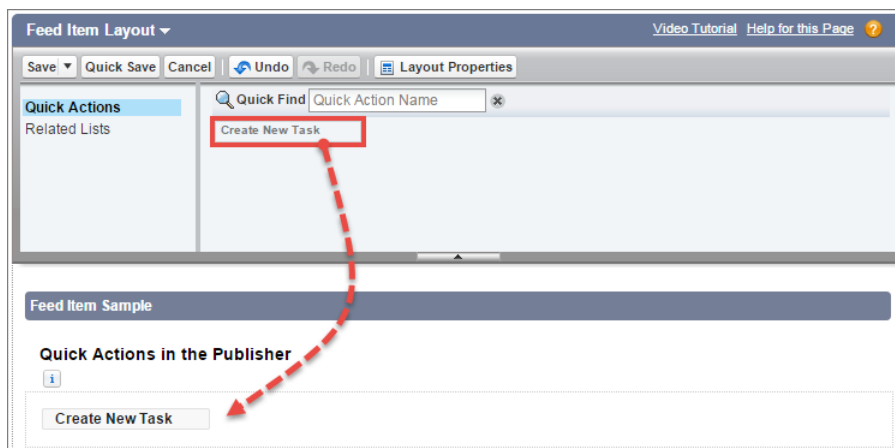 Feed Item Layout Video Tutorial Help for this Page ?
Save Quick Save Cancel Undo Redo Layout Properties
Quick Actions
Related Lists
Quick Find Quick Action Name
Create New Task
Feed Item Sample
Quick Actions in the Publisher
i
Create New Task